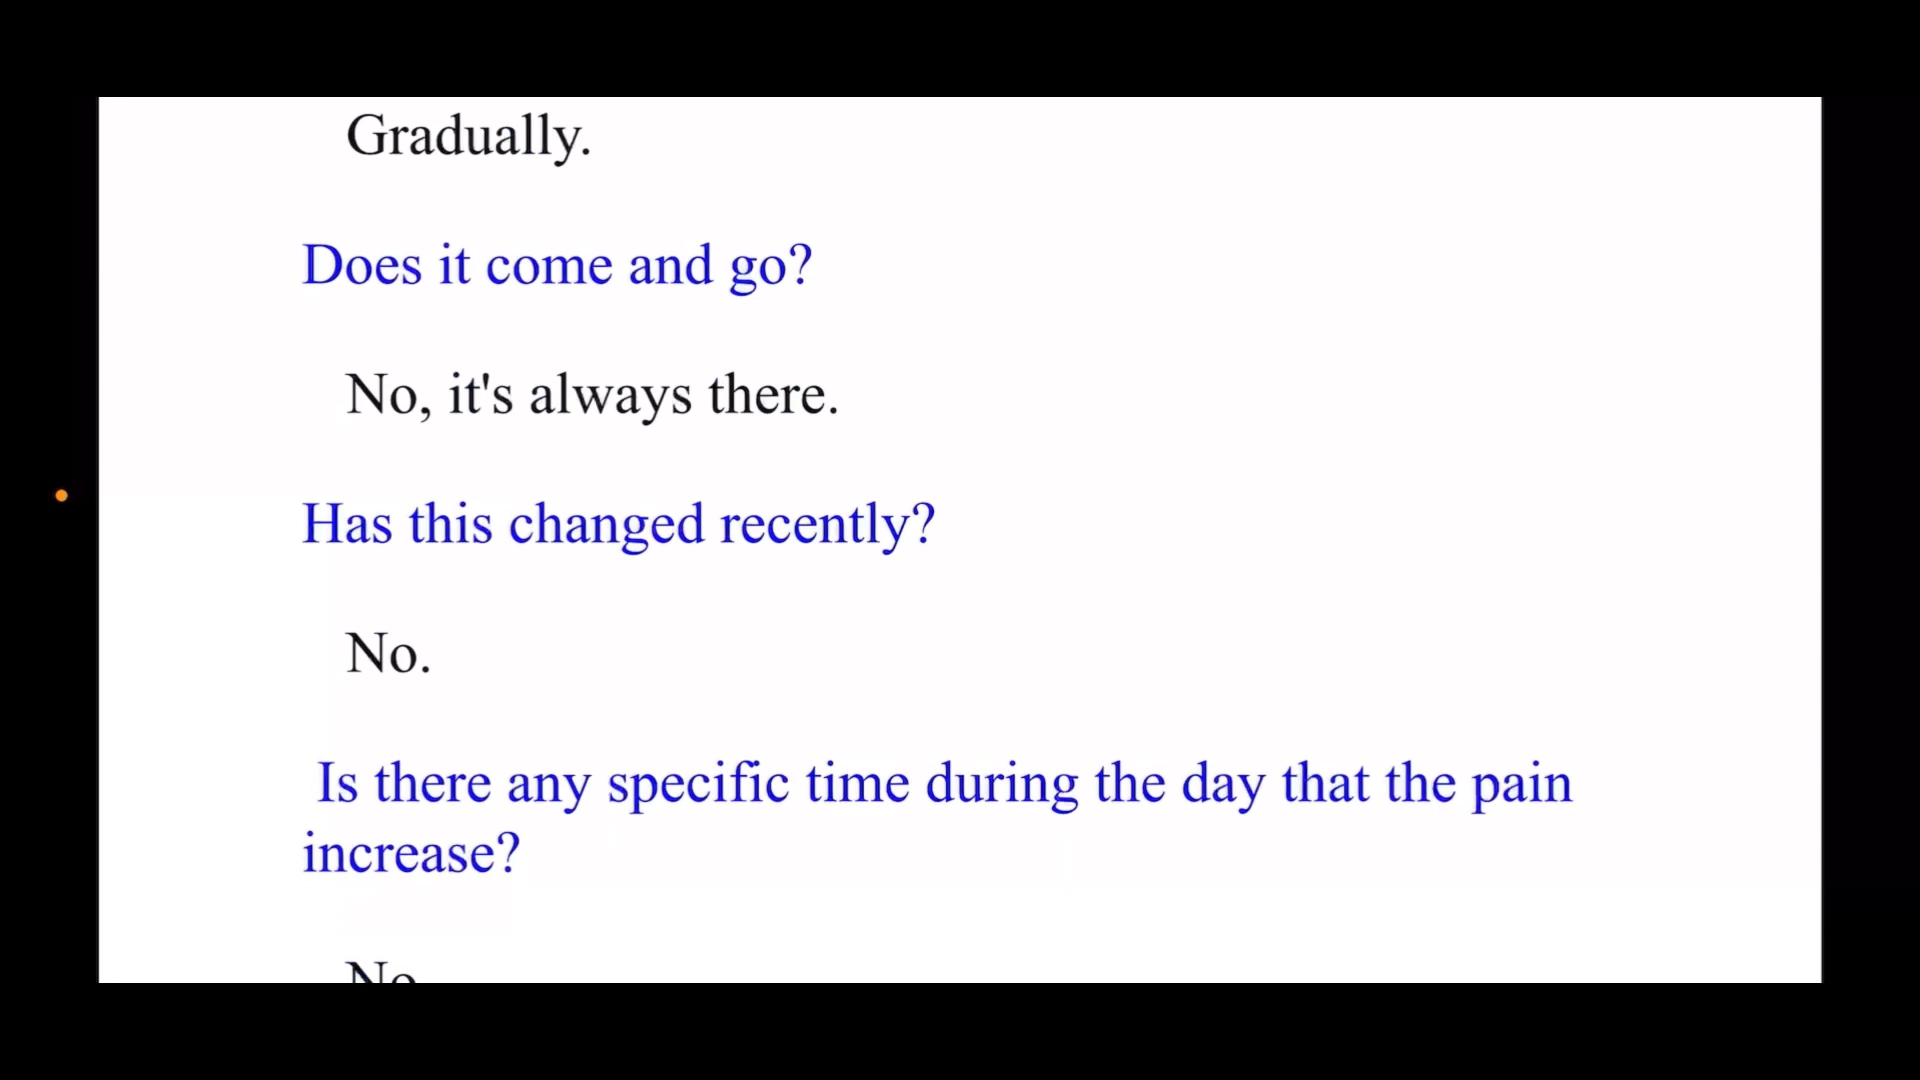 Gradually.
Does it come and go?
No, it's always there.
Has this changed recently?
No.
Is there any specific time during the day that the pain
increase?
No